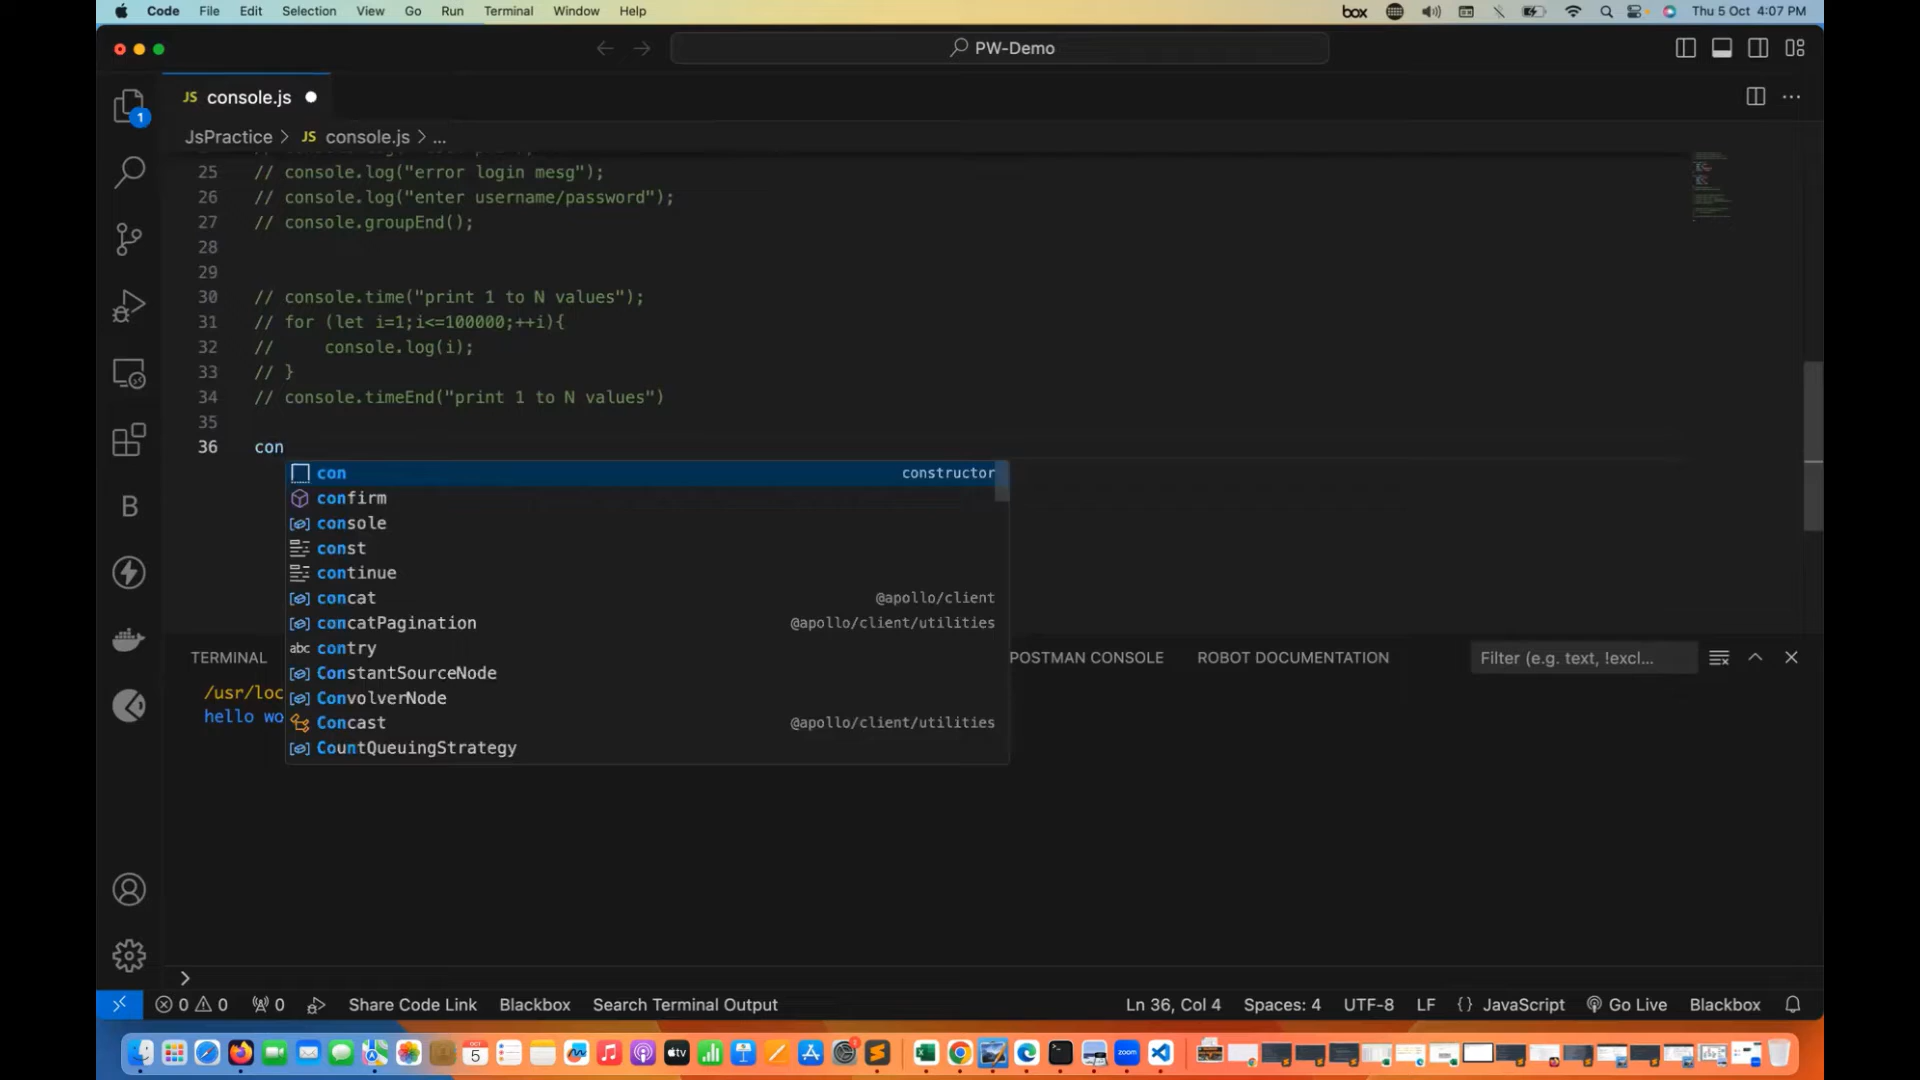 Code File Edit Selection View Go Run Terminal Window Help box Thu 5 Oct 4:07 PM
PW-Demo
JS console.js
JsPractice > JS console.js > ...
25 // console.log("error login mesg");
26 // console.log("enter username/password");
27 // console.groupEnd();
28
29
30 // console.time("print 1 to N values");
31 // for (let i=1;i<=100000;++i){
32 //     console.log(i);
33 // }
34 // console.timeEnd("print 1 to N values")
35
36 con
con constructor
confirm
console
const
continue
concat @apollo/client
concatPagination @apollo/client/utilities
abc contry
ConstantSourceNode
ConvolverNode
Concast @apollo/client/utilities
CountQueuingStrategy
TERMINAL POSTMAN CONSOLE ROBOT DOCUMENTATION Filter (e.g. text, !excl...
/usr/loc
hello wo
>
0 0 0 Share Code Link Blackbox Search Terminal Output Ln 36, Col 4 Spaces: 4 UTF-8 LF {} JavaScript Go Live Blackbox